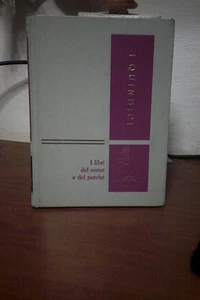 I QUINDICI
I libri
del come
e del perché